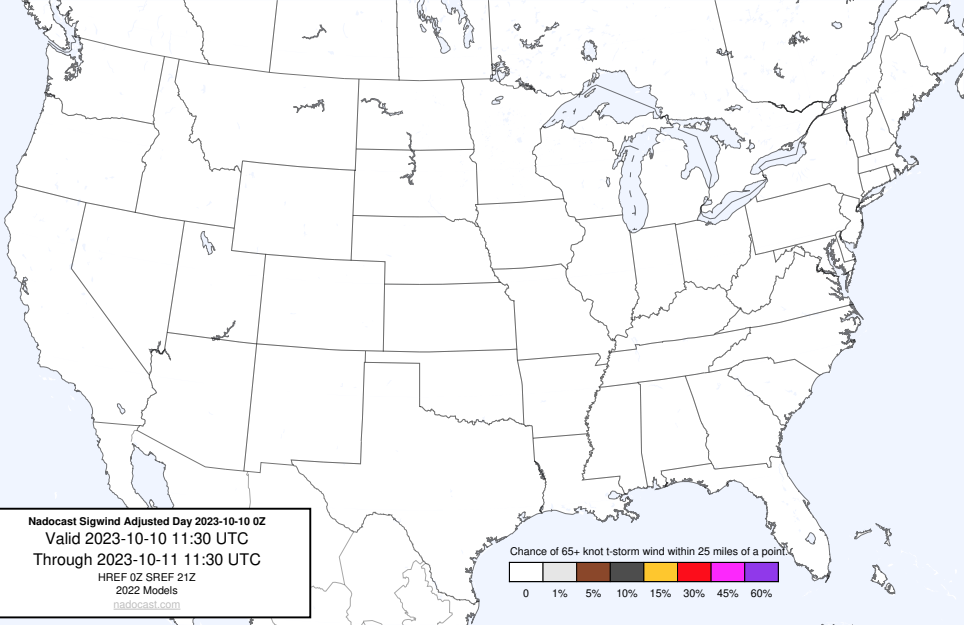 Nadocast Sigwind Adjusted Day 2023-10-10 0Z
Valid 2023-10-10 11:30 UTC
Through 2023-10-11 11:30 UTC
HREF 0Z SREF 21Z
2022 Models
nadocast.com
Chance of 65+ knot t-storm wind within 25 miles of a point.
0 1% 5% 10% 15% 30% 45% 60%